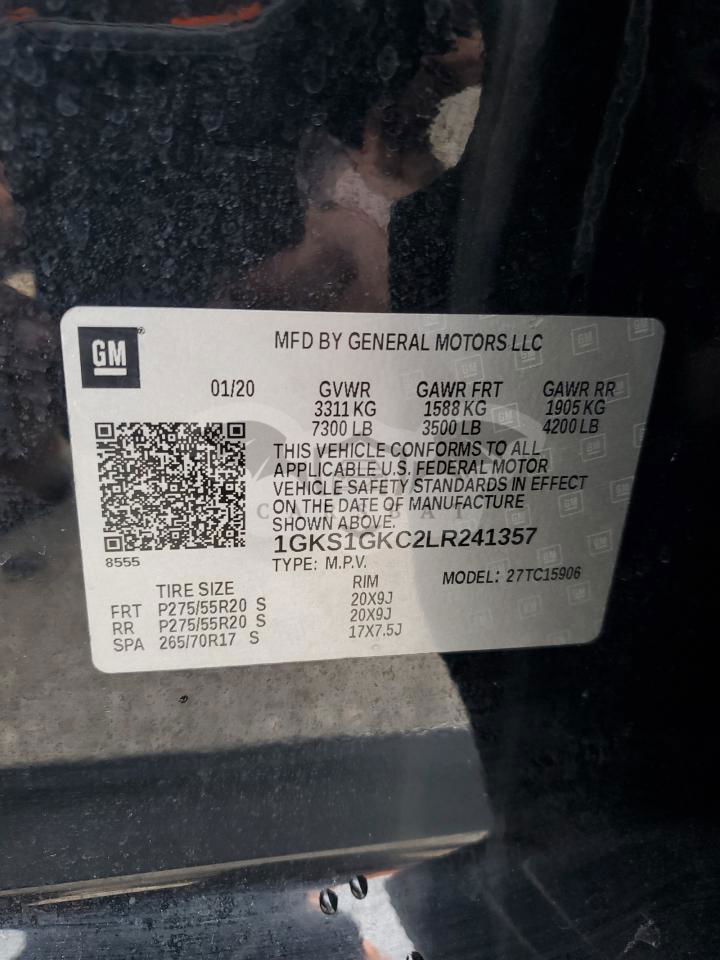 GM
MFD BY GENERAL MOTORS LLC
01/20 GVWR GAWR FRT GAWR RR
3311 KG 1588 KG 1905 KG
7300 LB 3500 LB 4200 LB
THIS VEHICLE CONFORMS TO ALL
APPLICABLE U.S. FEDERAL MOTOR
VEHICLE SAFETY STANDARDS IN EFFECT
ON THE DATE OF MANUFACTURE
SHOWN ABOVE.
1GKS1GKC2LR241357
8555
TYPE: M.P.V. MODEL: 27TC15906
TIRE SIZE RIM
FRT P275/55R20 S 20X9J
RR P275/55R20 S 20X9J
SPA 265/70R17 S 17X7.5J